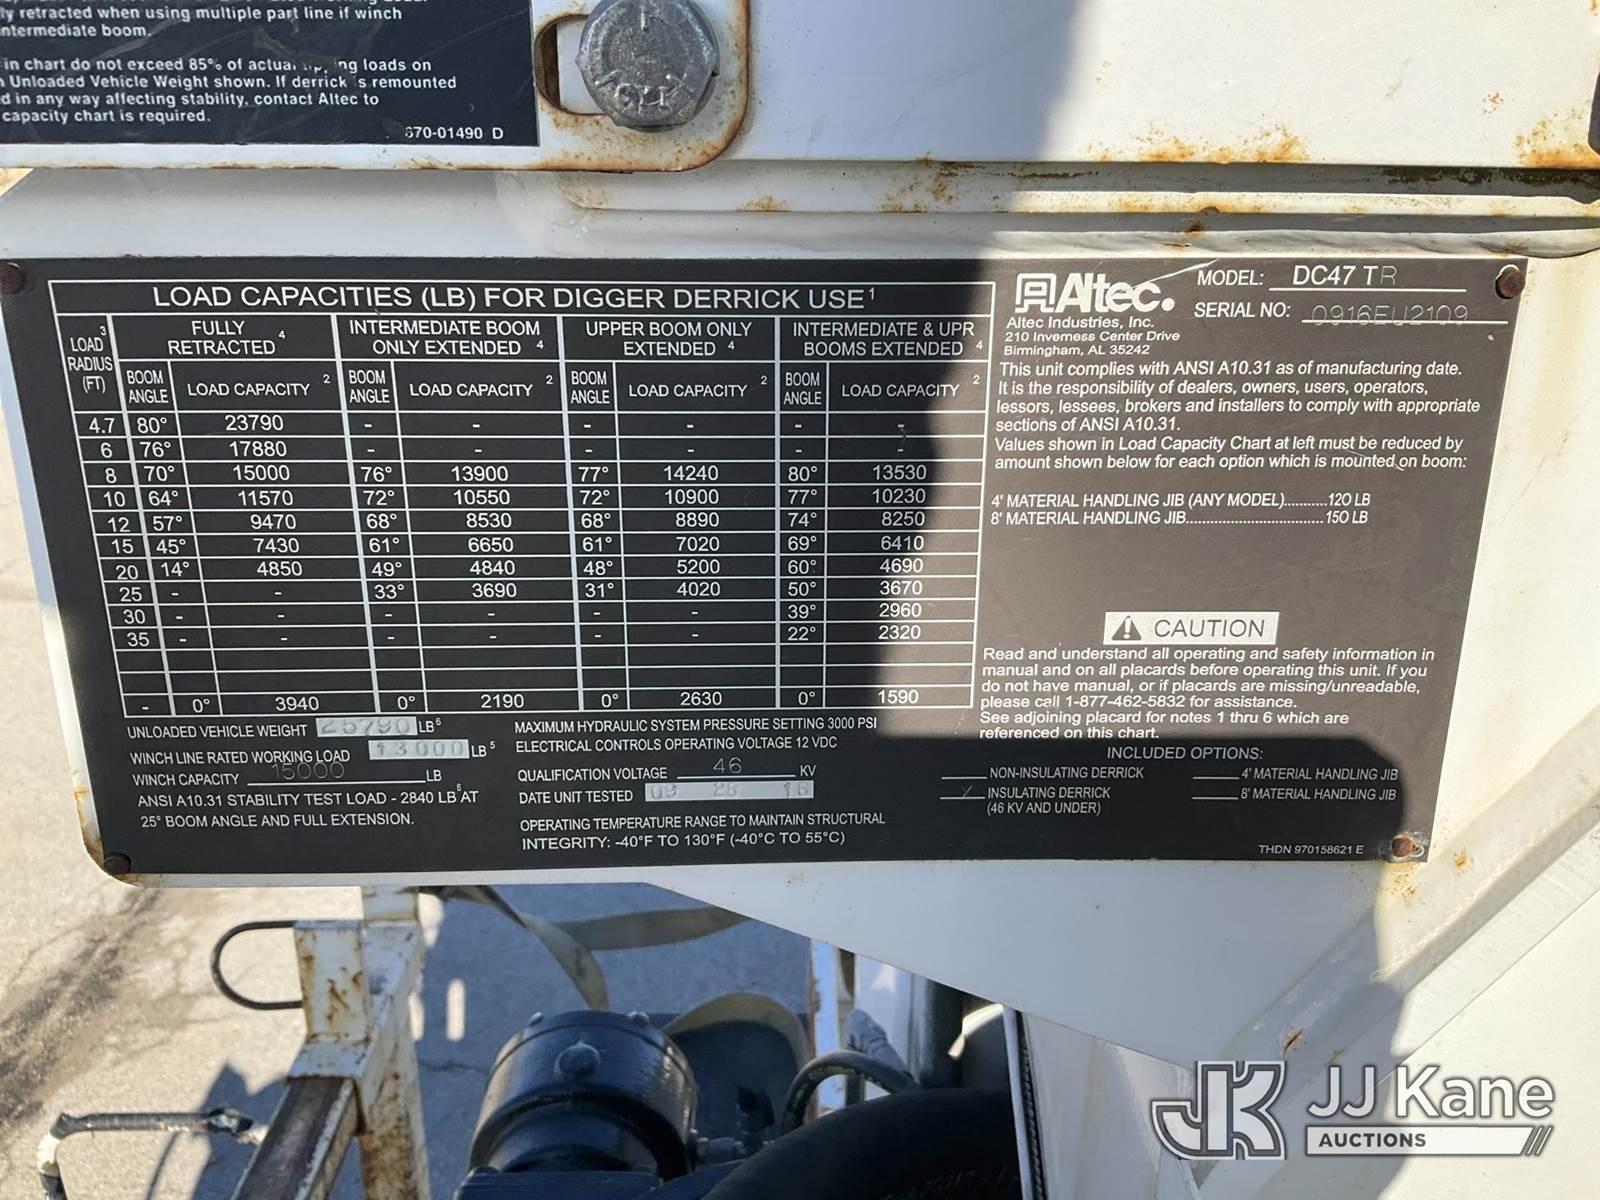 ly retracted when using multiple part line if winch
intermediate boom.
in chart do not exceed 85% of actual tipping loads on
Unloaded Vehicle Weight shown. If derrick is remounted
d in any way affecting stability, contact Altec to
capacity chart is required.
670-01490 D
LOAD CAPACITIES (LB) FOR DIGGER DERRICK USE 1
LOAD RADIUS (FT) 3 FULLY RETRACTED 4 INTERMEDIATE BOOM ONLY EXTENDED 4 UPPER BOOM ONLY EXTENDED 4 INTERMEDIATE & UPR BOOMS EXTENDED 4
BOOM ANGLE LOAD CAPACITY 2 BOOM ANGLE LOAD CAPACITY 2 BOOM ANGLE LOAD CAPACITY 2 BOOM ANGLE LOAD CAPACITY 2
4.7 80° 23790 - - - - - -
6 76° 17880 - - - - - -
8 70° 15000 76° 13900 77° 14240 80° 13530
10 64° 11570 72° 10550 72° 10900 77° 10230
12 57° 9470 68° 8530 68° 8890 74° 8250
15 45° 7430 61° 6650 61° 7020 69° 6410
20 14° 4850 49° 4840 48° 5200 60° 4690
25 - - 33° 3690 31° 4020 50° 3670
30 - - - - - - 39° 2960
35 - - - - - - 22° 2320
- 0° 3940 0° 2190 0° 2630 0° 1590
UNLOADED VEHICLE WEIGHT 25790 LB 6
WINCH LINE RATED WORKING LOAD 13000 LB 5
WINCH CAPACITY 15000 LB
ANSI A10.31 STABILITY TEST LOAD - 2840 LB 6 AT
25° BOOM ANGLE AND FULL EXTENSION.
MAXIMUM HYDRAULIC SYSTEM PRESSURE SETTING 3000 PSI
ELECTRICAL CONTROLS OPERATING VOLTAGE 12 VDC
QUALIFICATION VOLTAGE 46 KV
DATE UNIT TESTED 09 28 16
OPERATING TEMPERATURE RANGE TO MAINTAIN STRUCTURAL
INTEGRITY: -40°F TO 130°F (-40°C TO 55°C)
Altec.
Altec Industries, Inc.
210 Inverness Center Drive
Birmingham, AL 35242
MODEL: DC47 TR
SERIAL NO: 0916EU2109
This unit complies with ANSI A10.31 as of manufacturing date.
It is the responsibility of dealers, owners, users, operators,
lessors, lessees, brokers and installers to comply with appropriate
sections of ANSI A10.31.
Values shown in Load Capacity Chart at left must be reduced by
amount shown below for each option which is mounted on boom:
4' MATERIAL HANDLING JIB (ANY MODEL)..........120 LB
8' MATERIAL HANDLING JIB.................................150 LB
CAUTION
Read and understand all operating and safety information in
manual and on all placards before operating this unit. If you
do not have manual, or if placards are missing/unreadable,
please call 1-877-462-5832 for assistance.
See adjoining placard for notes 1 thru 6 which are
referenced on this chart.
INCLUDED OPTIONS:
NON-INSULATING DERRICK 4' MATERIAL HANDLING JIB
X INSULATING DERRICK 8' MATERIAL HANDLING JIB
(46 KV AND UNDER)
THDN 970158621 E
JK JJ Kane
AUCTIONS